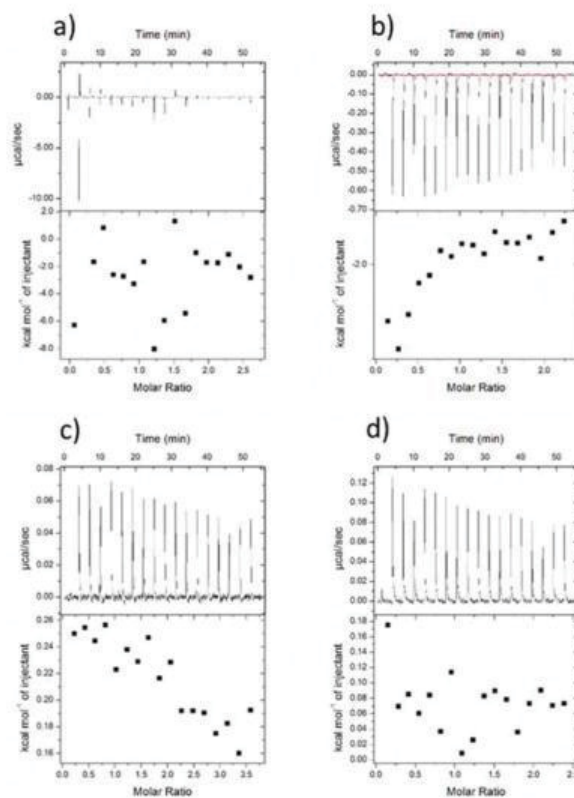 a)
Time (min)
0 10 20 30 40 50
0.00
-5.00
-10.00
µcal/sec
2.0
0.0
-2.0
-4.0
-6.0
-8.0
kcal mol⁻¹ of injectant
0.0 0.5 1.0 1.5 2.0 2.5
Molar Ratio
b)
Time (min)
0 10 20 30 40 50
0.00
-0.10
-0.20
-0.30
-0.40
-0.50
-0.60
-0.70
µcal/sec
-2.0
kcal mol⁻¹ of injectant
0.0 0.5 1.0 1.5 2.0
Molar Ratio
c)
Time (min)
0 10 20 30 40 50
0.08
0.06
0.04
0.02
0.00
µcal/sec
0.26
0.24
0.22
0.20
0.18
0.16
kcal mol⁻¹ of injectant
0.0 0.5 1.0 1.5 2.0 2.5 3.0 3.5
Molar Ratio
d)
Time (min)
0 10 20 30 40 50
0.12
0.10
0.08
0.06
0.04
0.02
0.00
µcal/sec
0.18
0.16
0.14
0.12
0.10
0.08
0.06
0.04
0.02
0.00
kcal mol⁻¹ of injectant
0.0 0.5 1.0 1.5 2.0 2.5
Molar Ratio